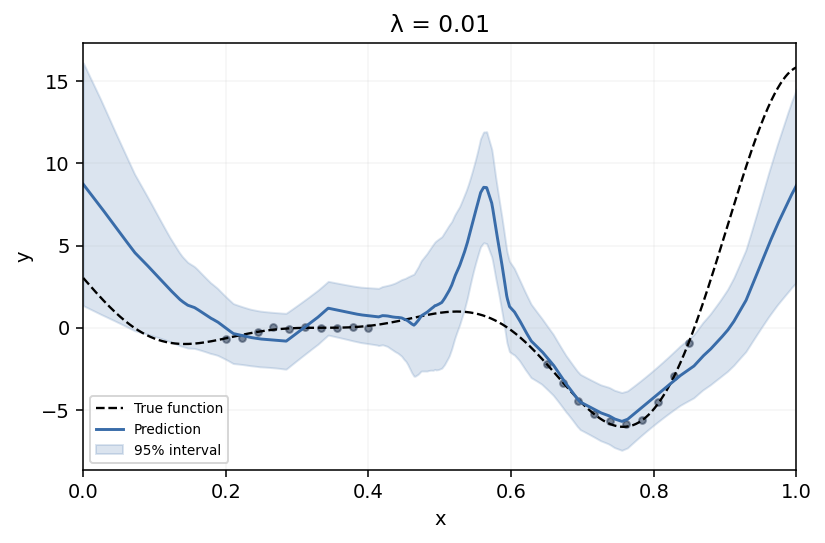 λ = 0.01
15
10
5
0
−5
y
True function
Prediction
95% interval
0.0 0.2 0.4 0.6 0.8 1.0
x